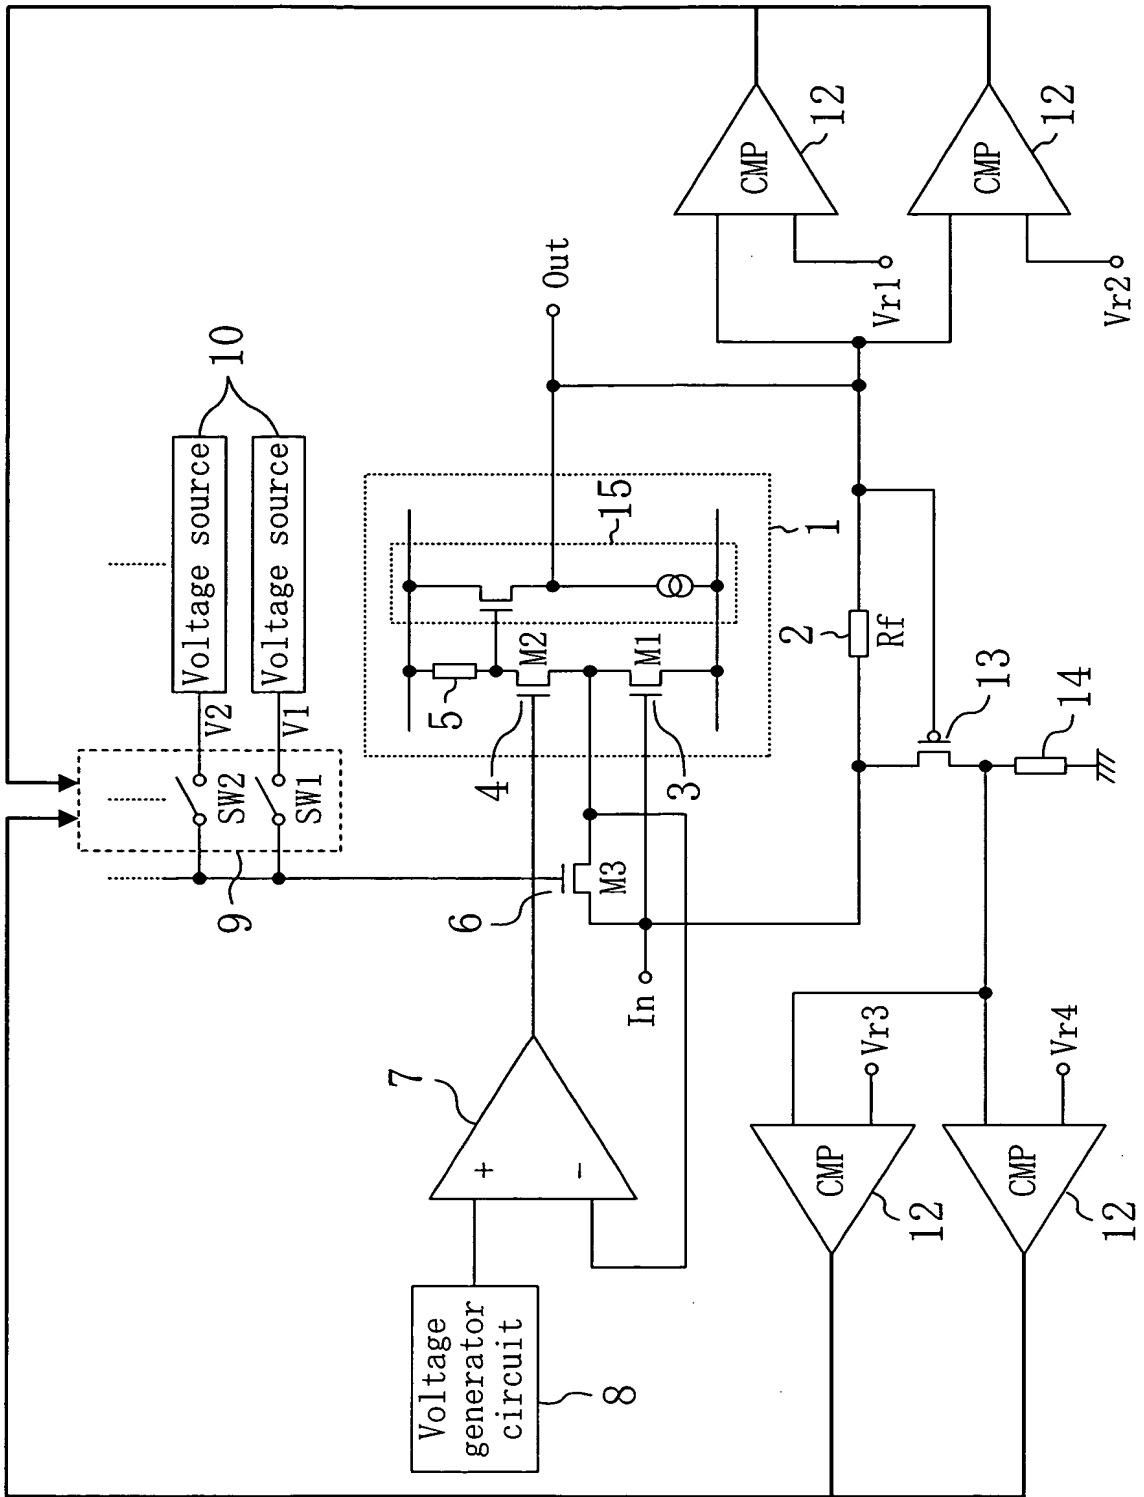 10
Voltage source
Voltage source
V2
V1
SW2
SW1
9
Out
15
5
M2
4
M1
3
1
6
M3
In
2
Rf
13
14
7
+
-
Voltage
generator
circuit
8
CMP
12
Vr1
CMP
12
Vr2
CMP
12
Vr3
CMP
12
Vr4